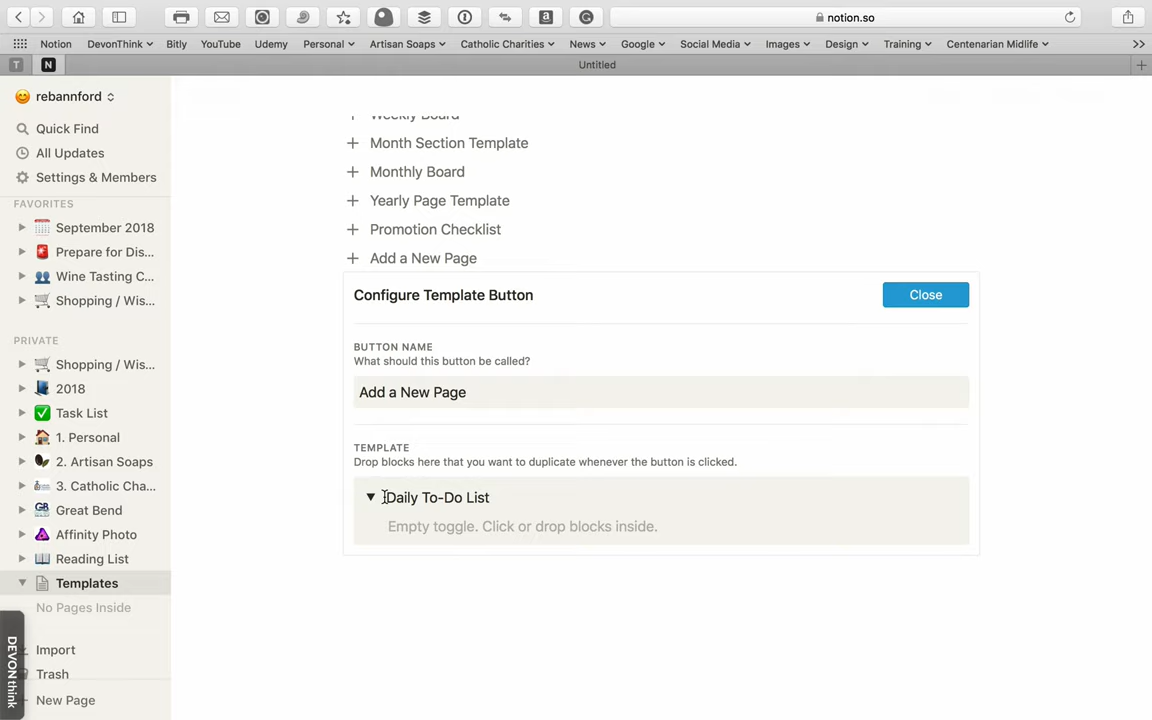 notion.so
Notion DevonThink Bitly YouTube Udemy Personal Artisan Soaps Catholic Charities News Google Social Media Images Design Training Centenarian Midlife >>
T N Untitled
rebannford
Quick Find
All Updates
Settings & Members
FAVORITES
September 2018
Prepare for Dis...
Wine Tasting C...
Shopping / Wis...
PRIVATE
Shopping / Wis...
2018
Task List
1. Personal
2. Artisan Soaps
3. Catholic Cha...
Great Bend
Affinity Photo
Reading List
Templates
No Pages Inside
Import
Trash
New Page
DEVONthink
Weekly Board
+ Month Section Template
+ Monthly Board
+ Yearly Page Template
+ Promotion Checklist
+ Add a New Page
Configure Template Button
Close
BUTTON NAME
What should this button be called?
Add a New Page
TEMPLATE
Drop blocks here that you want to duplicate whenever the button is clicked.
Daily To-Do List
Empty toggle. Click or drop blocks inside.